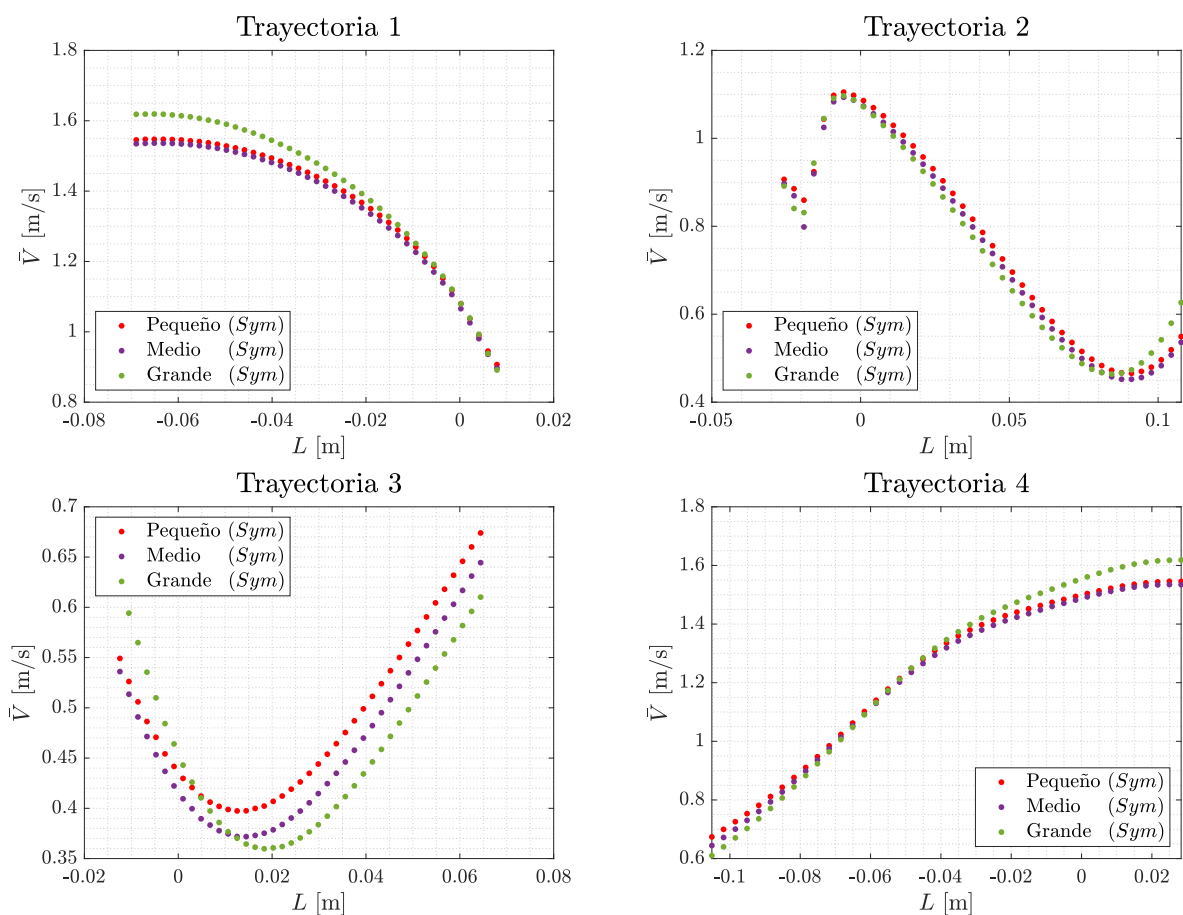 Trayectoria 1
1.8
1.6
1.4
1.2
1
0.8
V̄ [m/s]
Pequeño (Sym)
Medio (Sym)
Grande (Sym)
-0.08 -0.06 -0.04 -0.02 0 0.02
L [m]
Trayectoria 2
1.2
1
0.8
0.6
0.4
V̄ [m/s]
Pequeño (Sym)
Medio (Sym)
Grande (Sym)
-0.05 0 0.05 0.1
L [m]
Trayectoria 3
0.7
0.65
0.6
0.55
0.5
0.45
0.4
0.35
V̄ [m/s]
Pequeño (Sym)
Medio (Sym)
Grande (Sym)
-0.02 0 0.02 0.04 0.06 0.08
L [m]
Trayectoria 4
1.8
1.6
1.4
1.2
1
0.8
0.6
V̄ [m/s]
Pequeño (Sym)
Medio (Sym)
Grande (Sym)
-0.1 -0.08 -0.06 -0.04 -0.02 0 0.02
L [m]